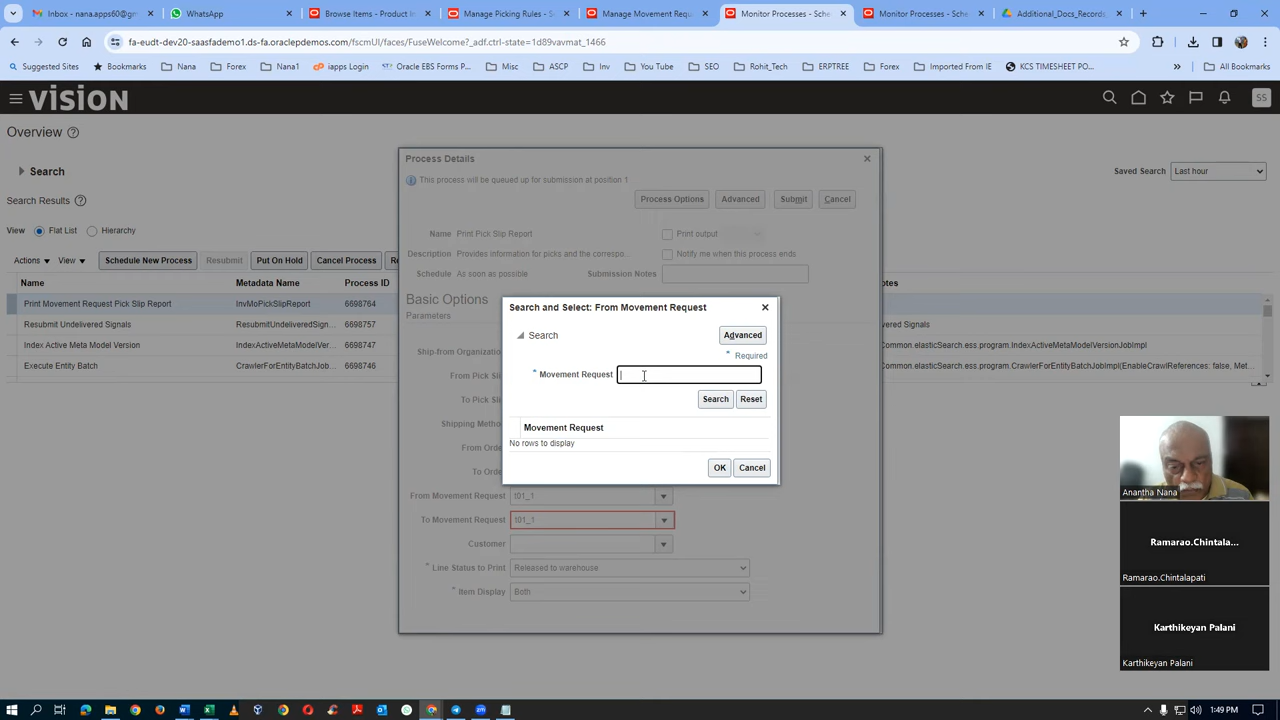 Inbox (9) - nana.apps60@gm
WhatsApp
Browse Items - Product In
Manage Picking Rules - Sc
Manage Movement Requ
Monitor Processes - Sche
Monitor Processes - Sche
Additional_Docs_Records
fa-eudt-dev20-saasfademo1.ds-fa.oraclepdemos.com/fscmUI/faces/FuseWelcome?_adf.ctrl-state=1d89vavmat_1466
Suggested Sites
Bookmarks
Nana
Forex
Nana1
iapps Login
Oracle EBS Forms P...
Misc
ASCP
Inv
You Tube
SEO
Rohit_Tech
ERPTREE
Forex
Imported From IE
KCS TIMESHEET PO...
»
All Bookmarks
VISION
SS
Overview
Search
Saved Search
Last hour
Search Results
View
Flat List
Hierarchy
Actions
View
Schedule New Process
Resubmit
Put On Hold
Cancel Process
Name
Metadata Name
Process ID
otes
Print Movement Request Pick Slip Report
InvMoPickSlipReport
6698764
Resubmit Undelivered Signals
ResubmitUndeliveredSign...
6698757
Index Active Meta Model Version
IndexActiveMetaModelVer...
6698747
Common.elasticSearch.ess.program.IndexActiveMetaModelVersionJobImpl
Execute Entity Batch
CrawlerForEntityBatchJob...
6698746
Common.elasticSearch.ess.program.CrawlerForEntityBatchJobImpl(EnableCrawlReferences: false, Met...
Process Details
This process will be queued up for submission at position 1
Process Options
Advanced
Submit
Cancel
Name
Print Pick Slip Report
Print output
Description
Provides information for picks and the correspo...
Notify me when this process ends
Schedule
As soon as possible
Submission Notes
Basic Options
Parameters
Ship-from Organizatio
From Pick Sli
To Pick Sli
Shipping Metho
From Orde
To Orde
From Movement Request
t01_1
To Movement Request
t01_1
Customer
* Line Status to Print
Released to warehouse
* Item Display
Both
Search and Select: From Movement Request
Search
Advanced
* Required
* Movement Request
Search
Reset
Movement Request
No rows to display
OK
Cancel
Anantha Nana
Ramarao.Chintala...
Ramarao.Chintalapati
Karthikeyan Palani
Karthikeyan Palani
1:49 PM